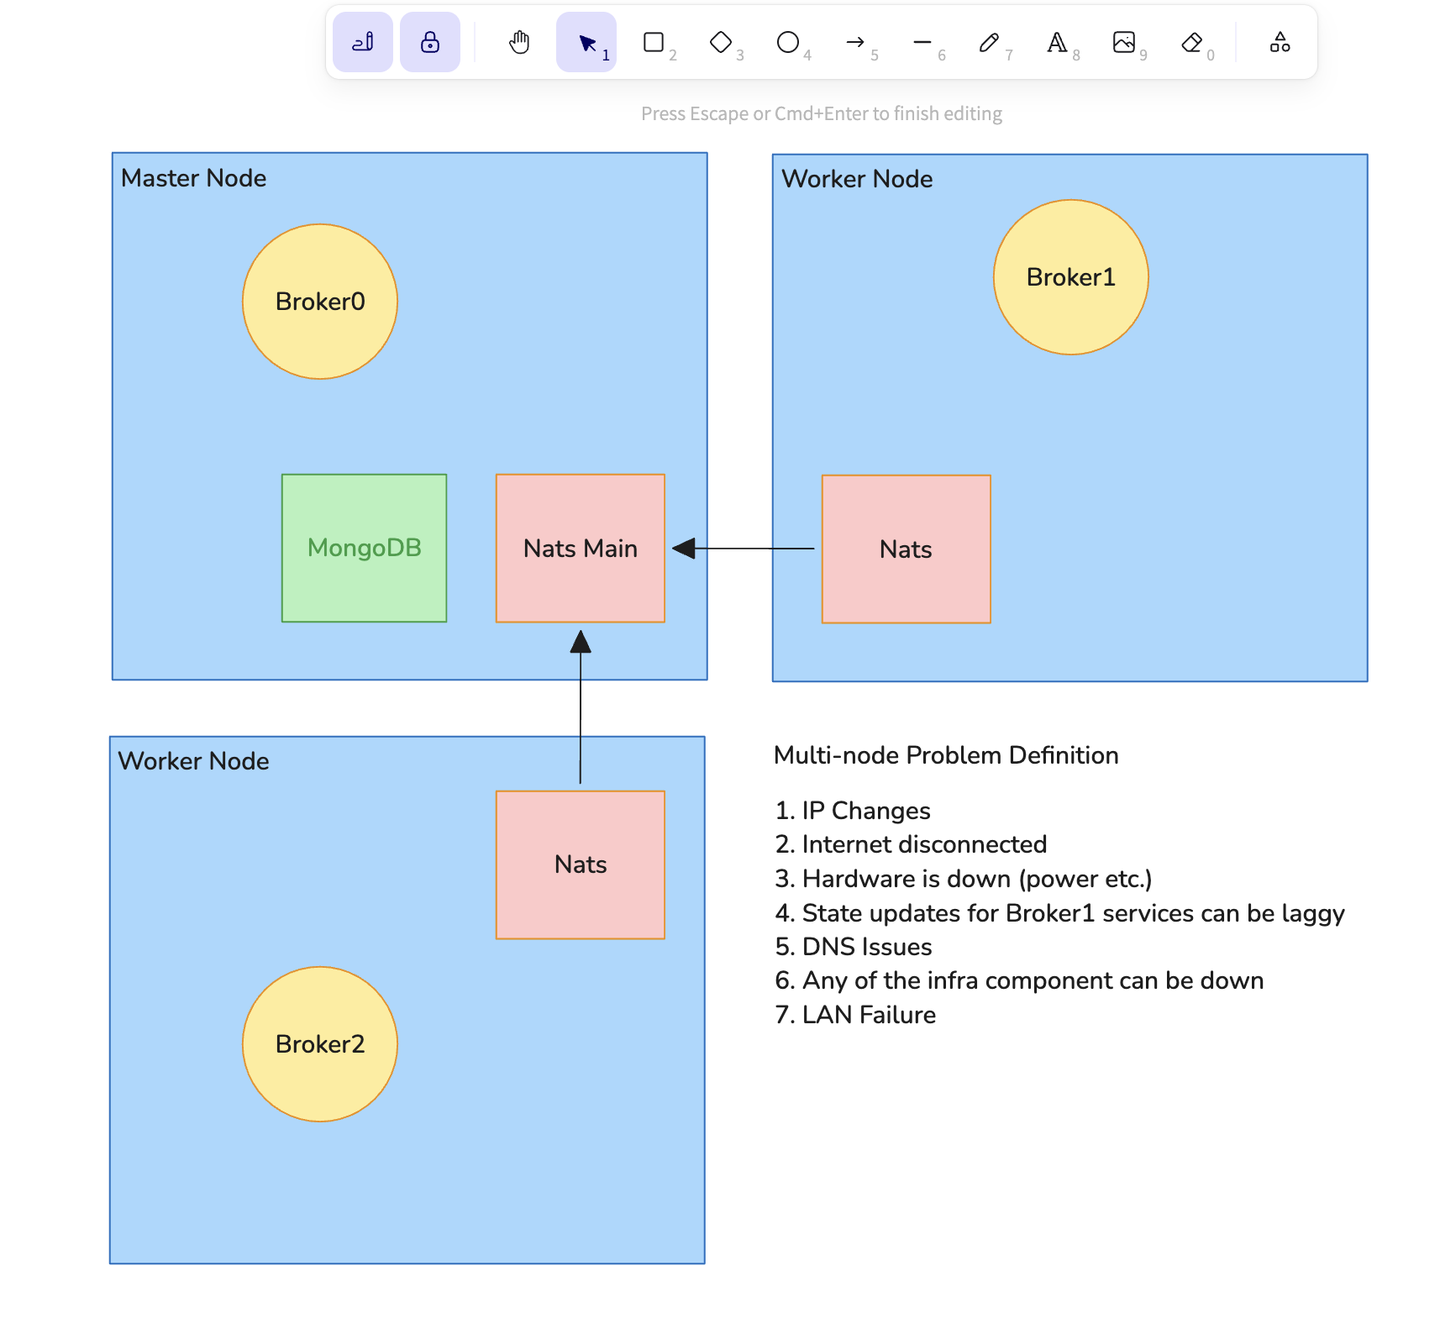 1
2
3
4
5
6
7
8
9
0
Press Escape or Cmd+Enter to finish editing
Master Node
Broker0
MongoDB
Nats Main
Worker Node
Broker1
Nats
Worker Node
Nats
Broker2
Multi-node Problem Definition
1. IP Changes
2. Internet disconnected
3. Hardware is down (power etc.)
4. State updates for Broker1 services can be laggy
5. DNS Issues
6. Any of the infra component can be down
7. LAN Failure